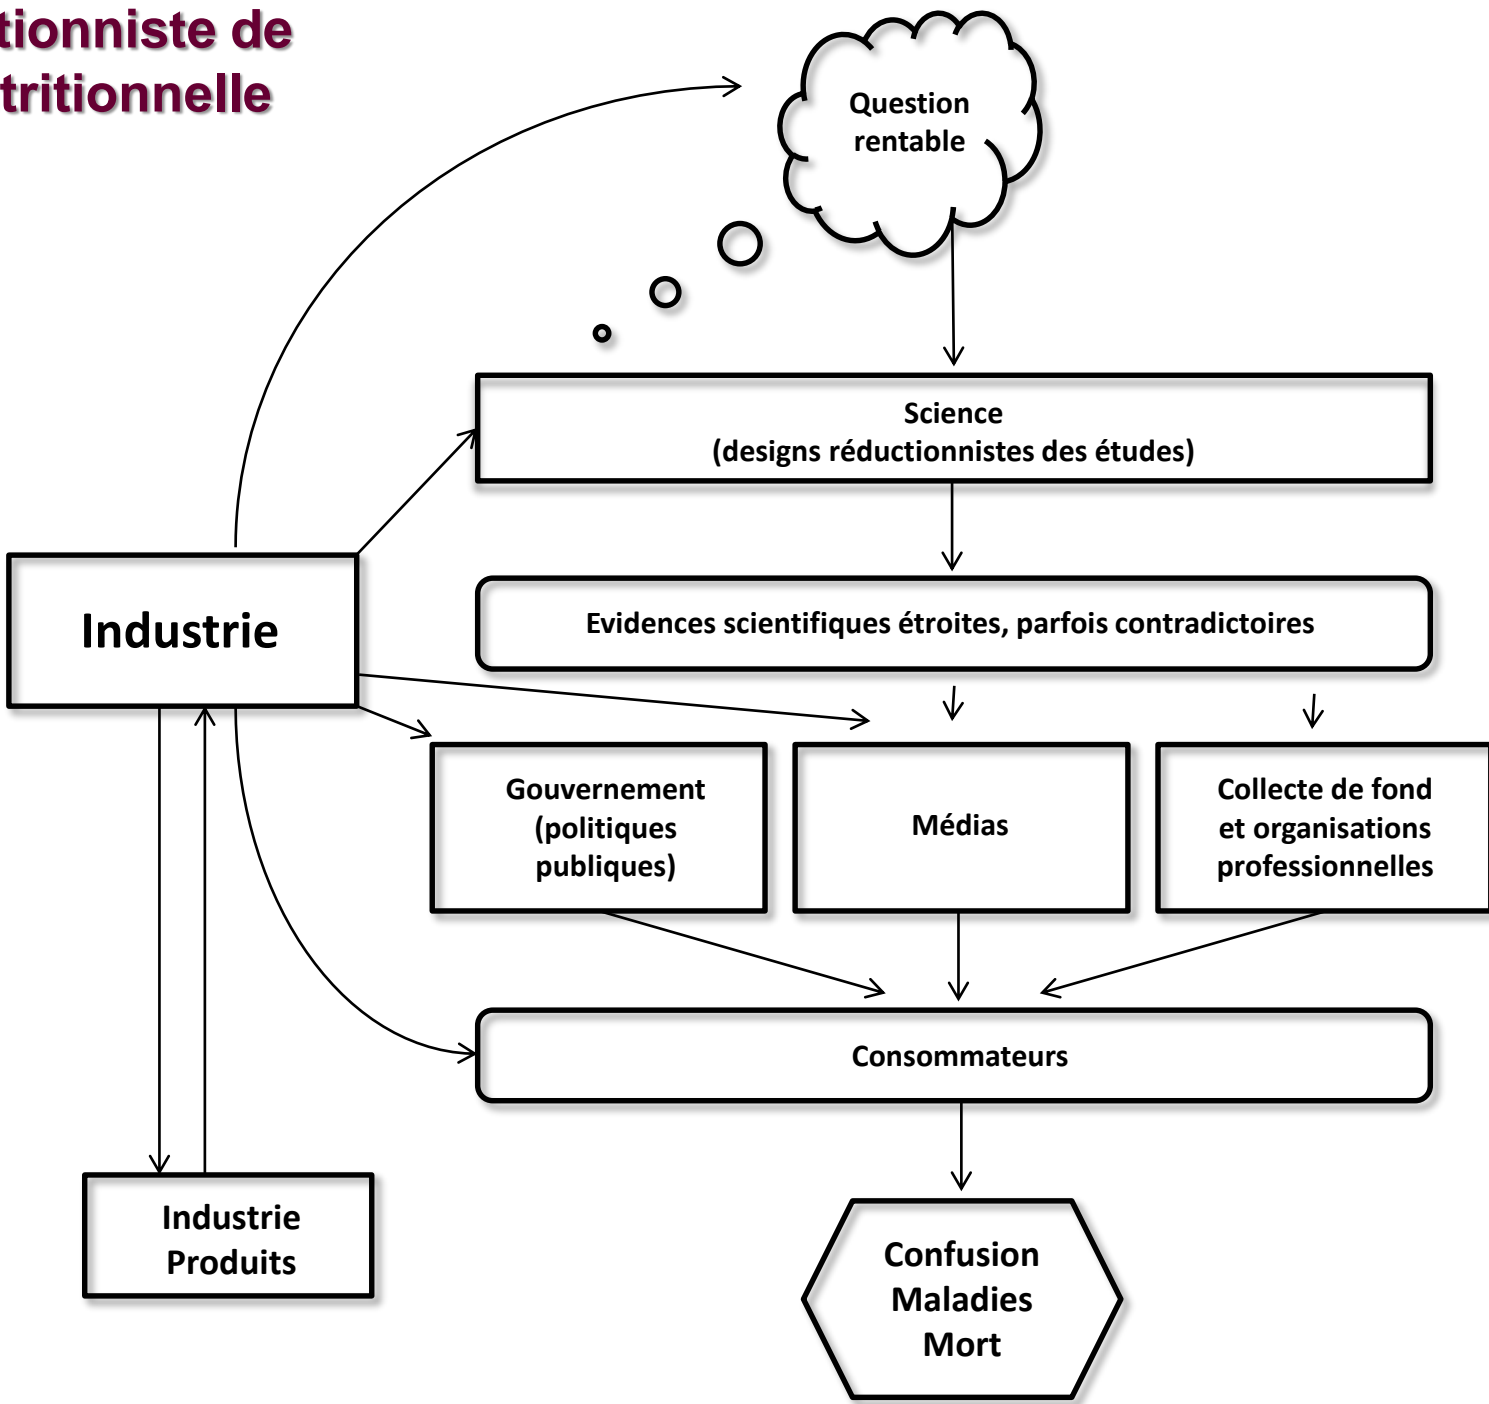 tionniste de
tritionnelle
Question
rentable
Science
(designs réductionnistes des études)
Industrie
Evidences scientifiques étroites, parfois contradictoires
Gouvernement
(politiques
publiques)
Médias
Collecte de fond
et organisations
professionnelles
Consommateurs
Industrie
Produits
Confusion
Maladies
Mort